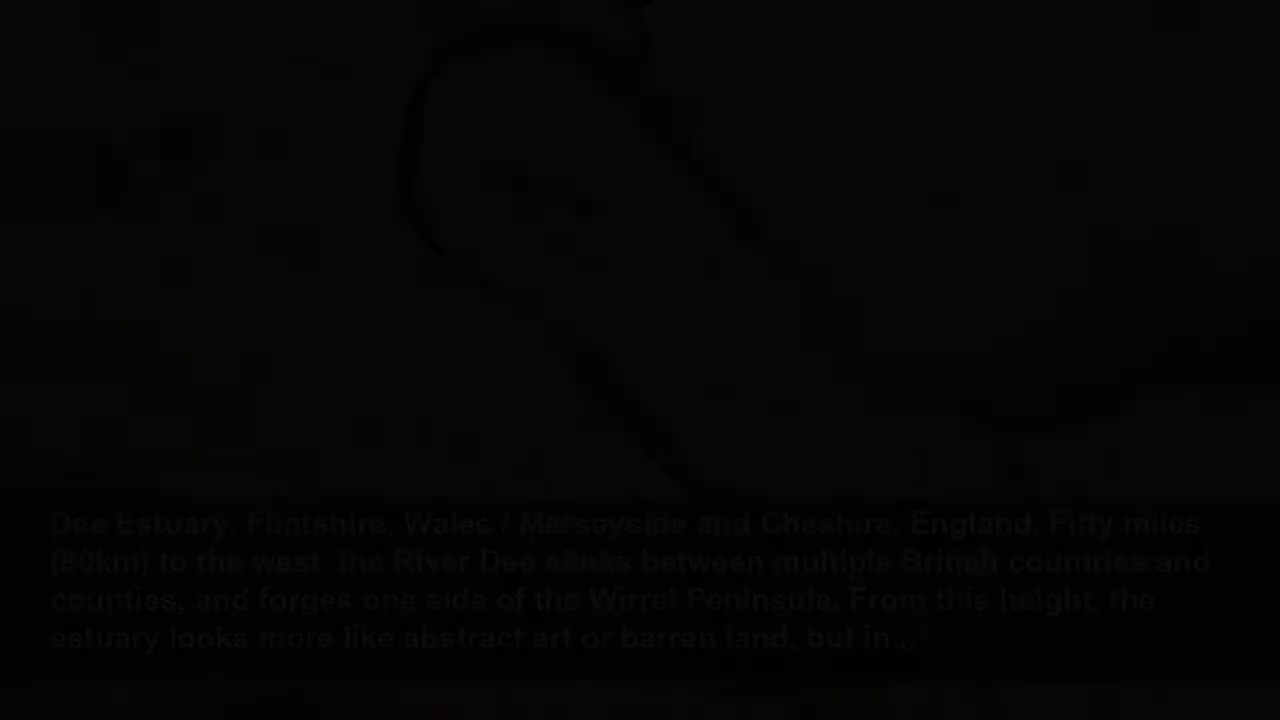 Dee Estuary. Flintshire, Wales / Merseyside and Cheshire, England. Fifty miles
(80km) to the west, the River Dee slinks between multiple British countries and
counties, and forges one side of the Wirral Peninsula. From this height, the
estuary looks more like abstract art or barren land, but in...